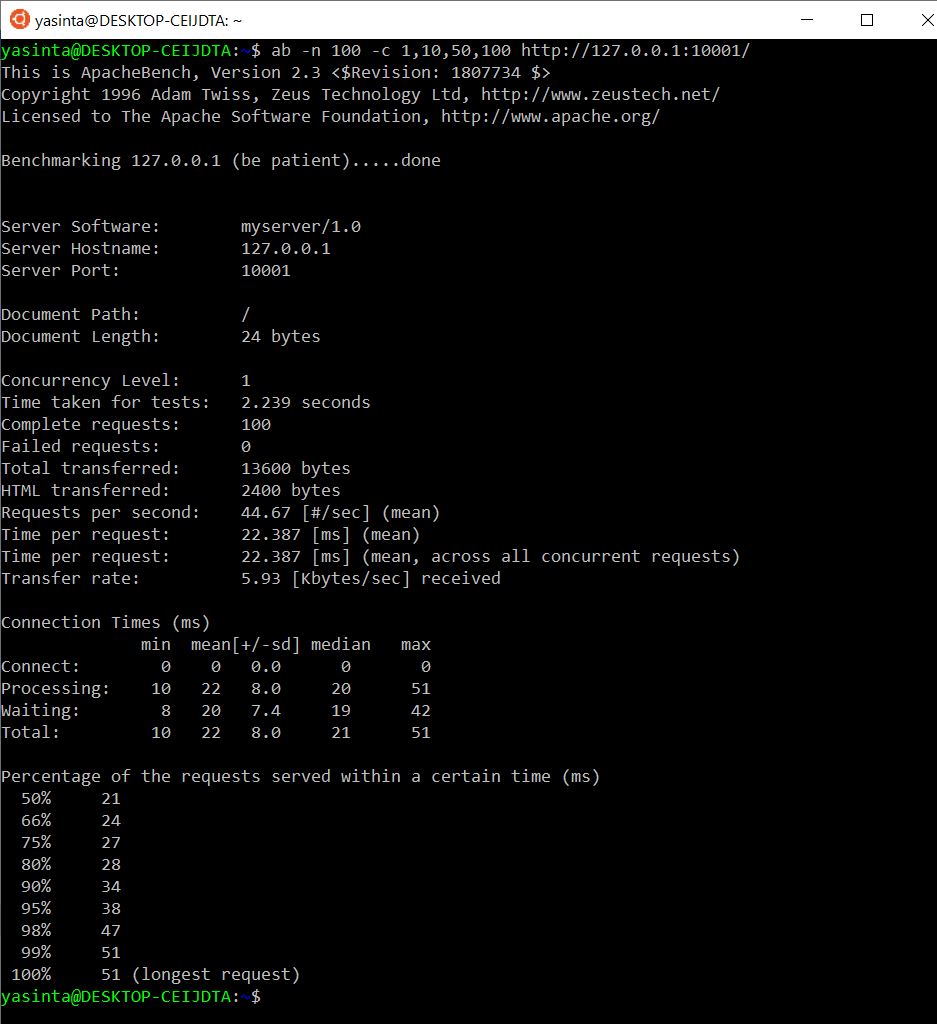 yasinta@DESKTOP-CEIJDTA: ~
yasinta@DESKTOP-CEIJDTA:~$ ab -n 100 -c 1,10,50,100 http://127.0.0.1:10001/
This is ApacheBench, Version 2.3 <$Revision: 1807734 $>
Copyright 1996 Adam Twiss, Zeus Technology Ltd, http://www.zeustech.net/
Licensed to The Apache Software Foundation, http://www.apache.org/

Benchmarking 127.0.0.1 (be patient).....done


Server Software:        myserver/1.0
Server Hostname:        127.0.0.1
Server Port:            10001

Document Path:          /
Document Length:        24 bytes

Concurrency Level:      1
Time taken for tests:   2.239 seconds
Complete requests:      100
Failed requests:        0
Total transferred:      13600 bytes
HTML transferred:       2400 bytes
Requests per second:    44.67 [#/sec] (mean)
Time per request:       22.387 [ms] (mean)
Time per request:       22.387 [ms] (mean, across all concurrent requests)
Transfer rate:          5.93 [Kbytes/sec] received

Connection Times (ms)
              min  mean[+/-sd] median   max
Connect:        0    0   0.0      0       0
Processing:    10   22   8.0     20      51
Waiting:        8   20   7.4     19      42
Total:         10   22   8.0     21      51

Percentage of the requests served within a certain time (ms)
  50%     21
  66%     24
  75%     27
  80%     28
  90%     34
  95%     38
  98%     47
  99%     51
 100%     51 (longest request)
yasinta@DESKTOP-CEIJDTA:~$